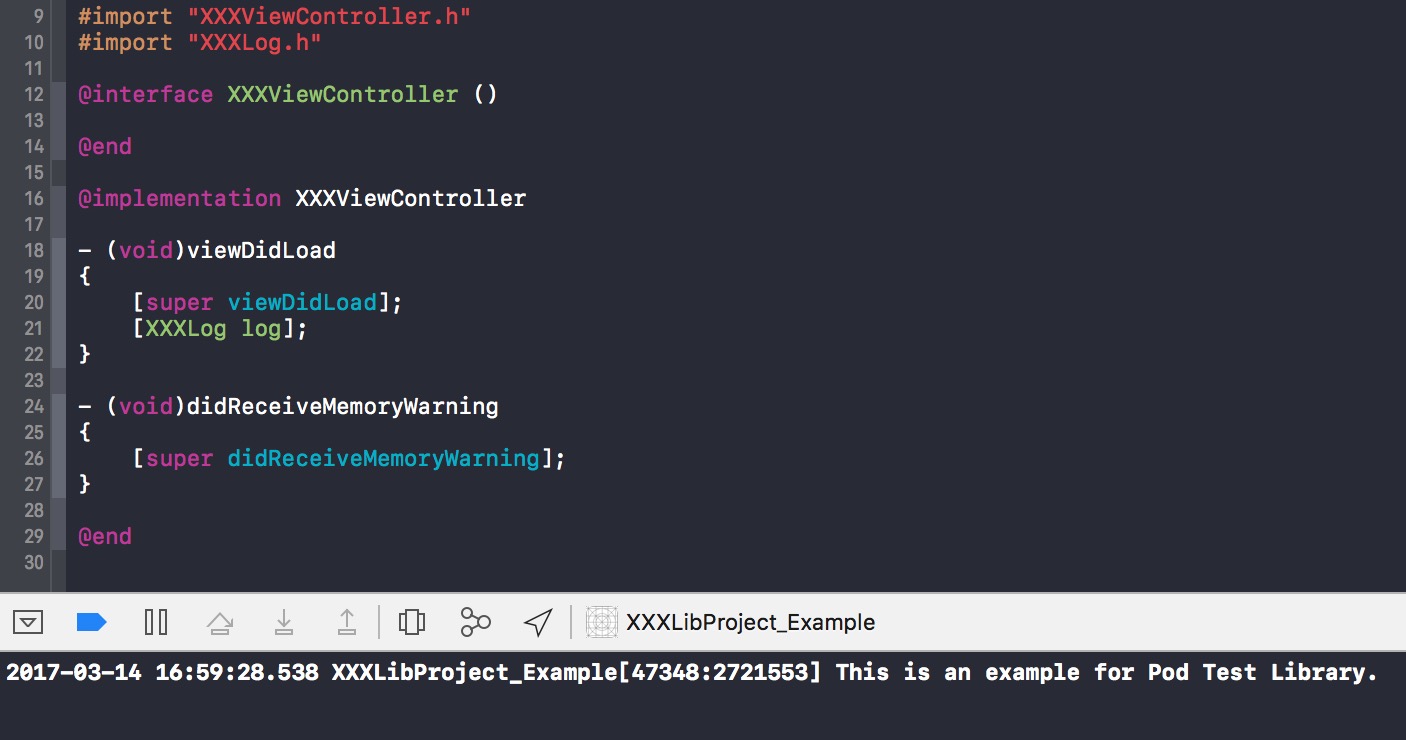 9 #import "XXXViewController.h"
10 #import "XXXLog.h"
11
12 @interface XXXViewController ()
13
14 @end
15
16 @implementation XXXViewController
17
18 - (void)viewDidLoad
19 {
20     [super viewDidLoad];
21     [XXXLog log];
22 }
23
24 - (void)didReceiveMemoryWarning
25 {
26     [super didReceiveMemoryWarning];
27 }
28
29 @end
30
XXXLibProject_Example
2017-03-14 16:59:28.538 XXXLibProject_Example[47348:2721553] This is an example for Pod Test Library.